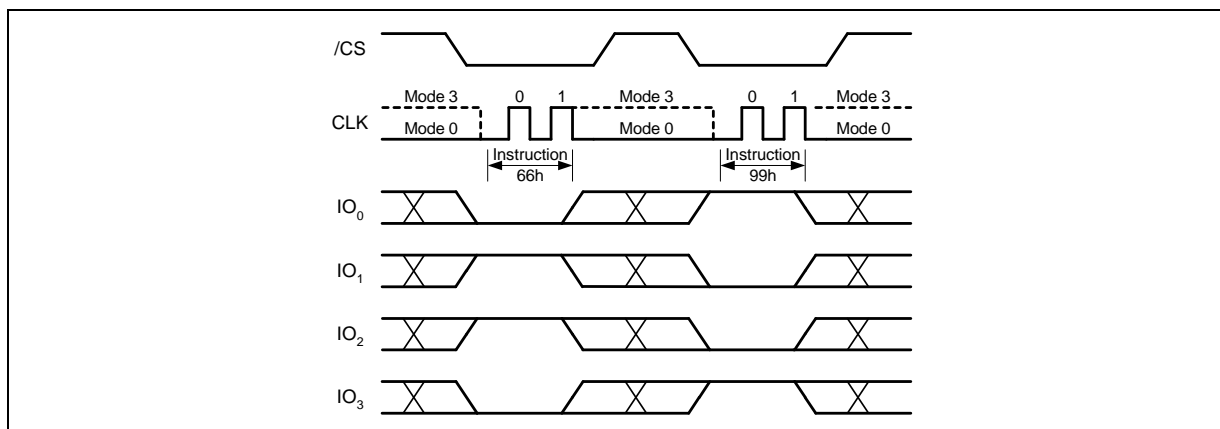 /CS
Mode 3 0 1 Mode 3 0 1 Mode 3
CLK
Mode 0 Mode 0 Mode 0
Instruction Instruction
66h 99h
IO0
IO1
IO2
IO3